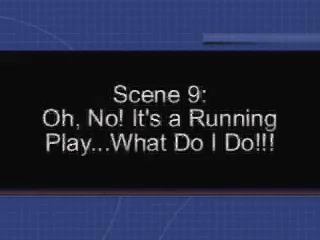 Scene 9:
Oh, No! It's a Running
Play...What Do I Do!!!